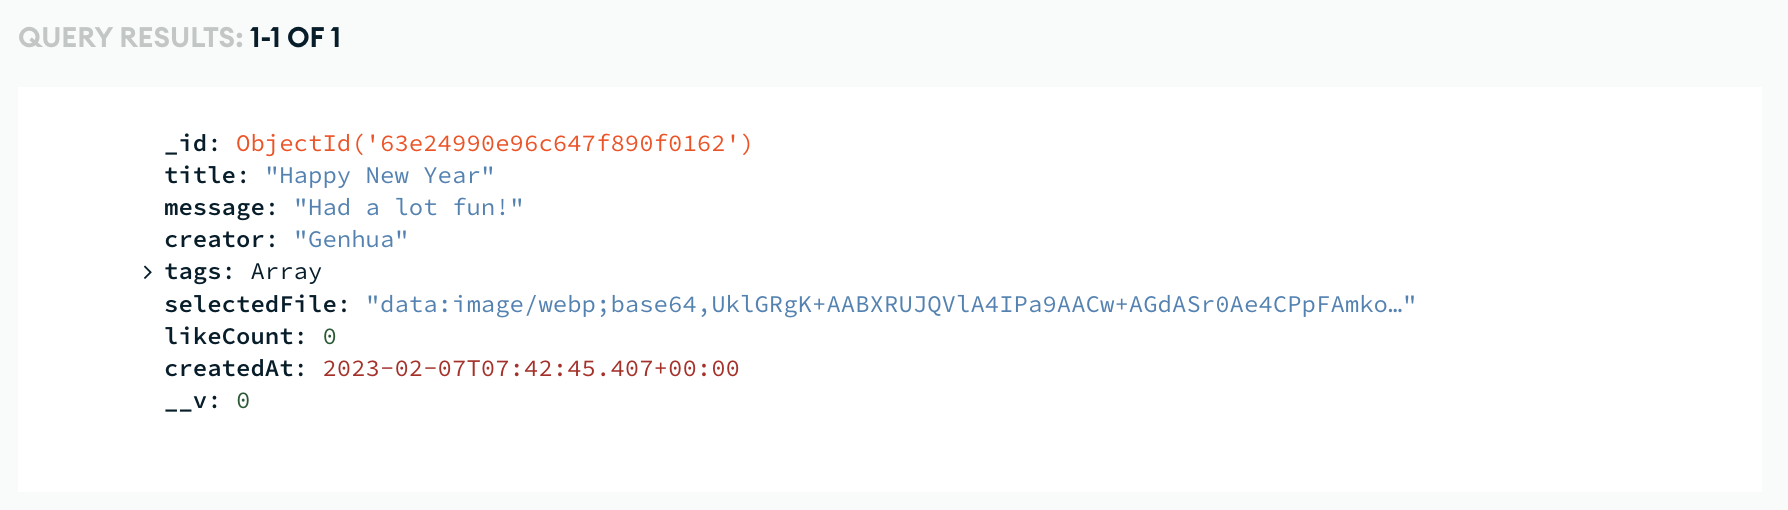 QUERY RESULTS: 1-1 OF 1
_id: ObjectId('63e24990e96c647f890f0162')
title: "Happy New Year"
message: "Had a lot fun!"
creator: "Genhua"
tags: Array
selectedFile: "data:image/webp;base64,UklGRgK+AABXRUJQVlA4IPa9AACw+AGdASr0Ae4CPpFAmko…"
likeCount: 0
createdAt: 2023-02-07T07:42:45.407+00:00
__v: 0